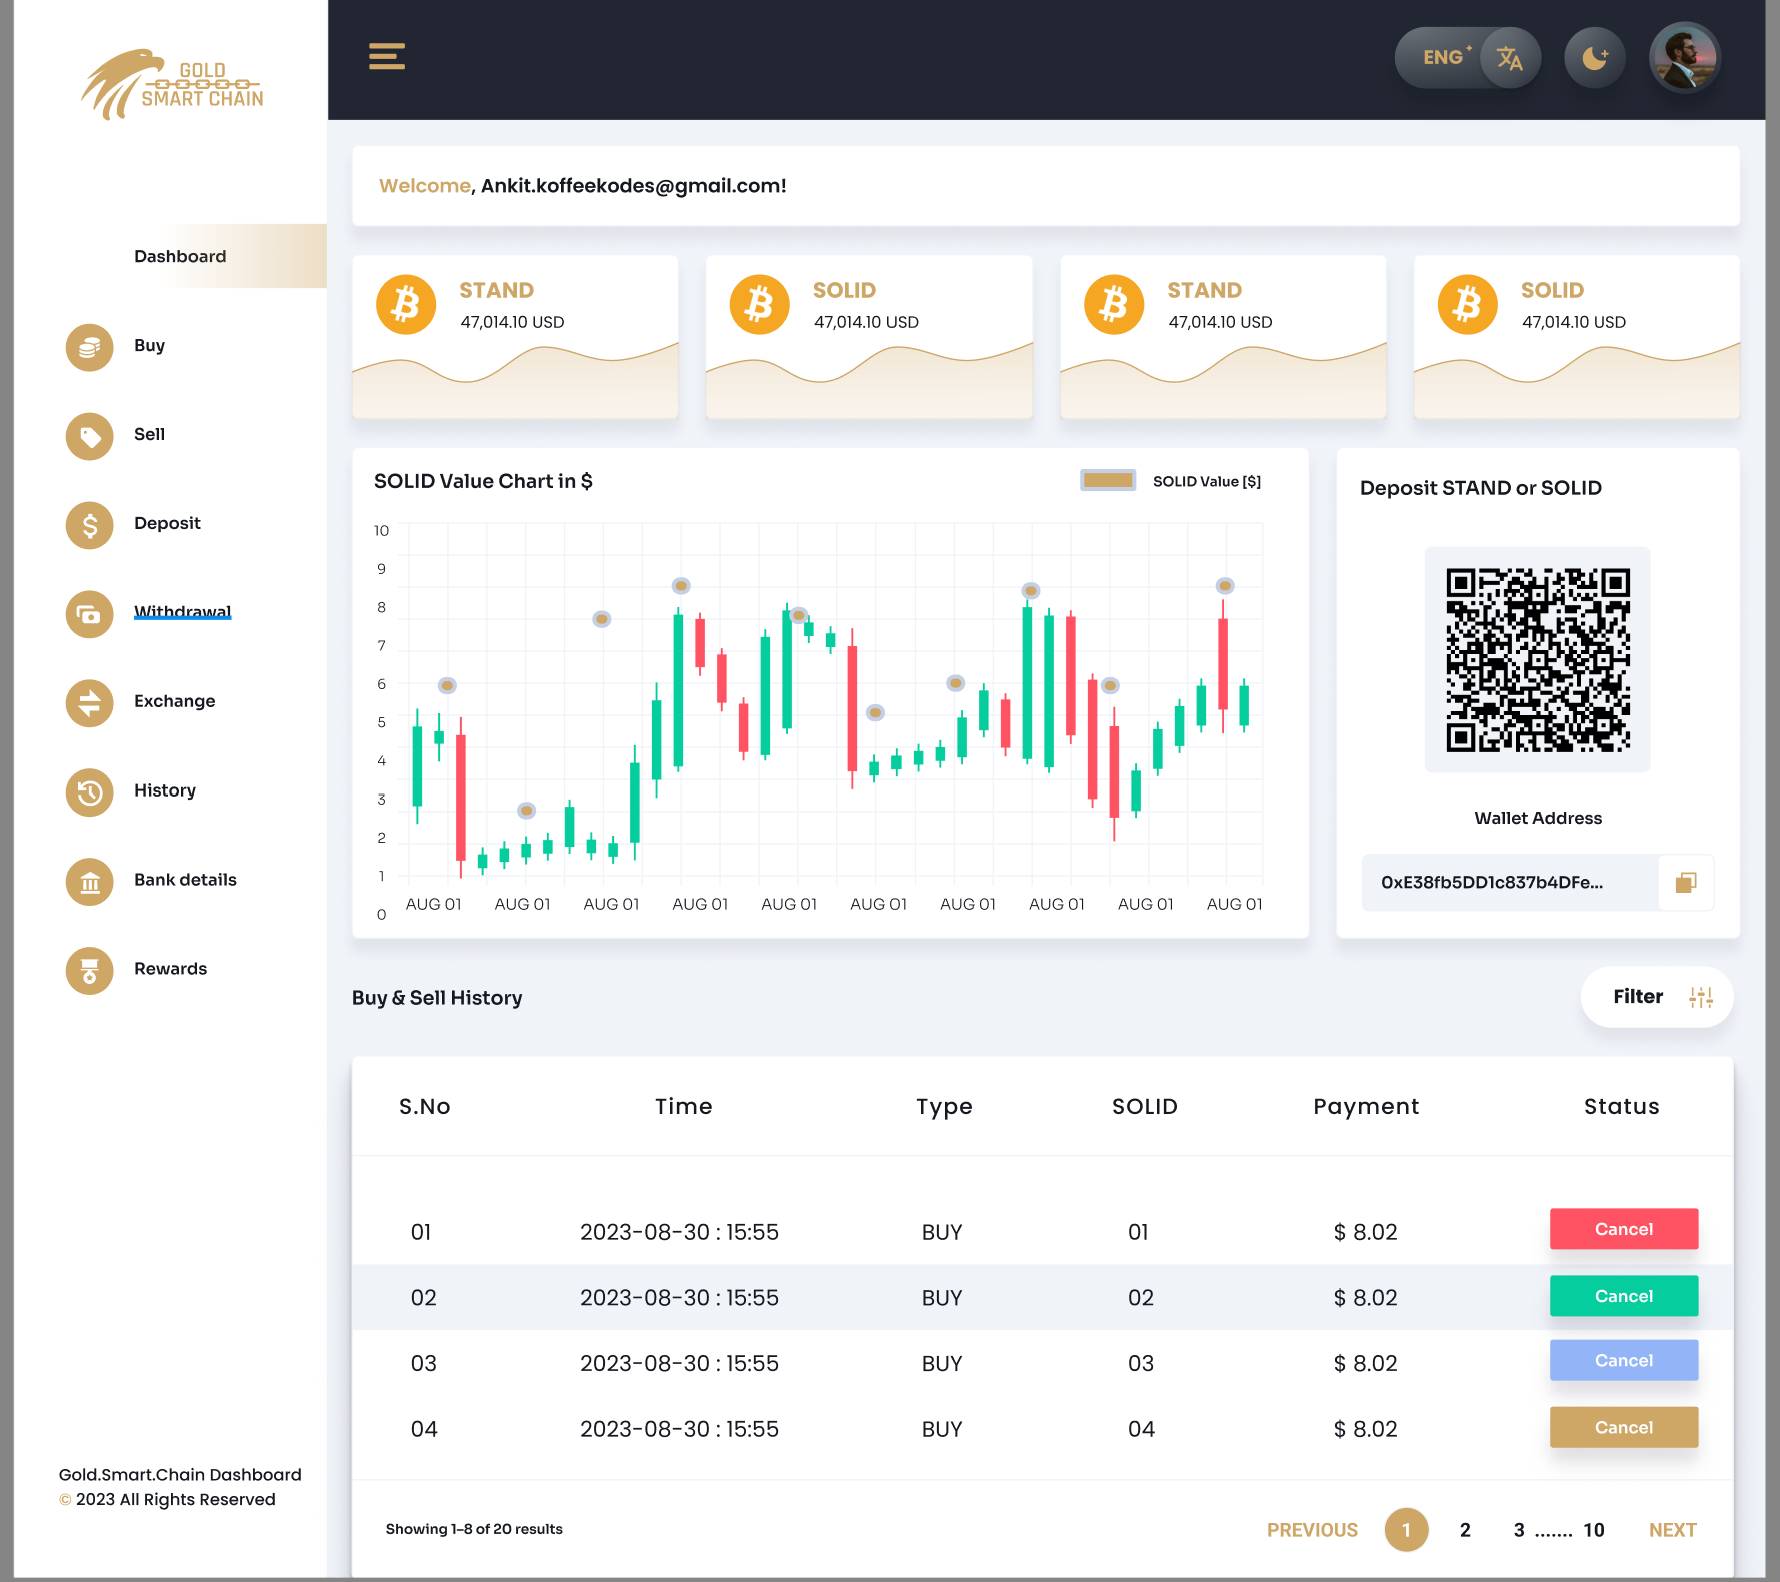 GOLD
SMART CHAIN
ENG
Welcome, Ankit.koffeekodes@gmail.com!
Dashboard
Buy
Sell
Deposit
Withdrawal
Exchange
History
Bank details
Rewards
STAND
47,014.10 USD
SOLID
47,014.10 USD
STAND
47,014.10 USD
SOLID
47,014.10 USD
SOLID Value Chart in $
SOLID Value [$]
10
9
8
7
6
5
4
3
2
1
0
AUG 01 AUG 01 AUG 01 AUG 01 AUG 01 AUG 01 AUG 01 AUG 01 AUG 01 AUG 01
Deposit STAND or SOLID
Wallet Address
0xE38fb5DD1c837b4DFe...
Buy & Sell History
Filter
S.No Time Type SOLID Payment Status
01 2023-08-30 : 15:55 BUY 01 $ 8.02 Cancel
02 2023-08-30 : 15:55 BUY 02 $ 8.02 Cancel
03 2023-08-30 : 15:55 BUY 03 $ 8.02 Cancel
04 2023-08-30 : 15:55 BUY 04 $ 8.02 Cancel
Showing 1-8 of 20 results
PREVIOUS 1 2 3 ....... 10 NEXT
Gold.Smart.Chain Dashboard
© 2023 All Rights Reserved